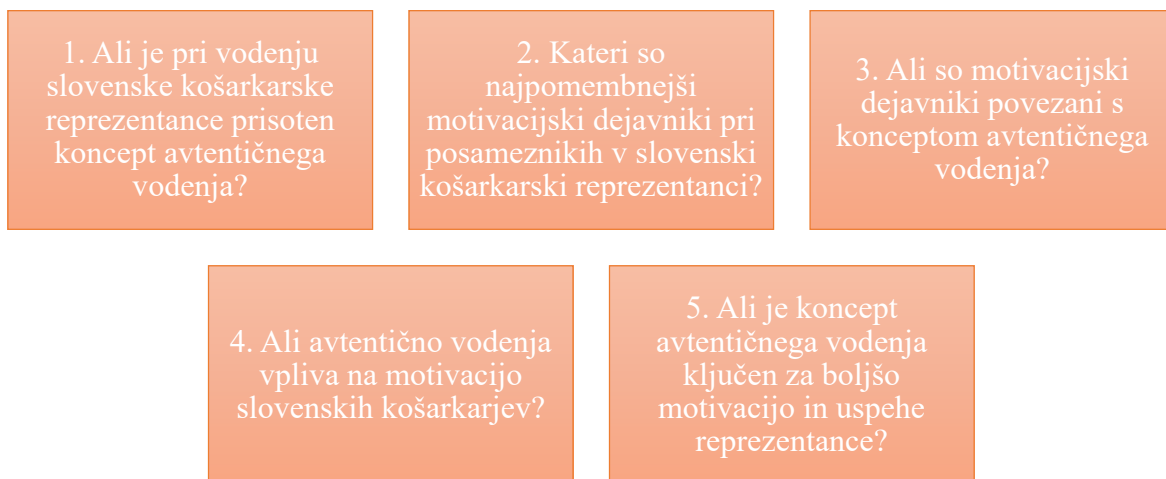 1. Ali je pri vodenju
slovenske košarkarske
reprezentance prisoten
koncept avtentičnega
vodenja?
2. Kateri so
najpomembnejši
motivacijski dejavniki pri
posameznikih v slovenski
košarkarski reprezentanci?
3. Ali so motivacijski
dejavniki povezani s
konceptom avtentičnega
vodenja?
4. Ali avtentično vodenja
vpliva na motivacijo
slovenskih košarkarjev?
5. Ali je koncept
avtentičnega vodenja
ključen za boljšo
motivacijo in uspehe
reprezentance?